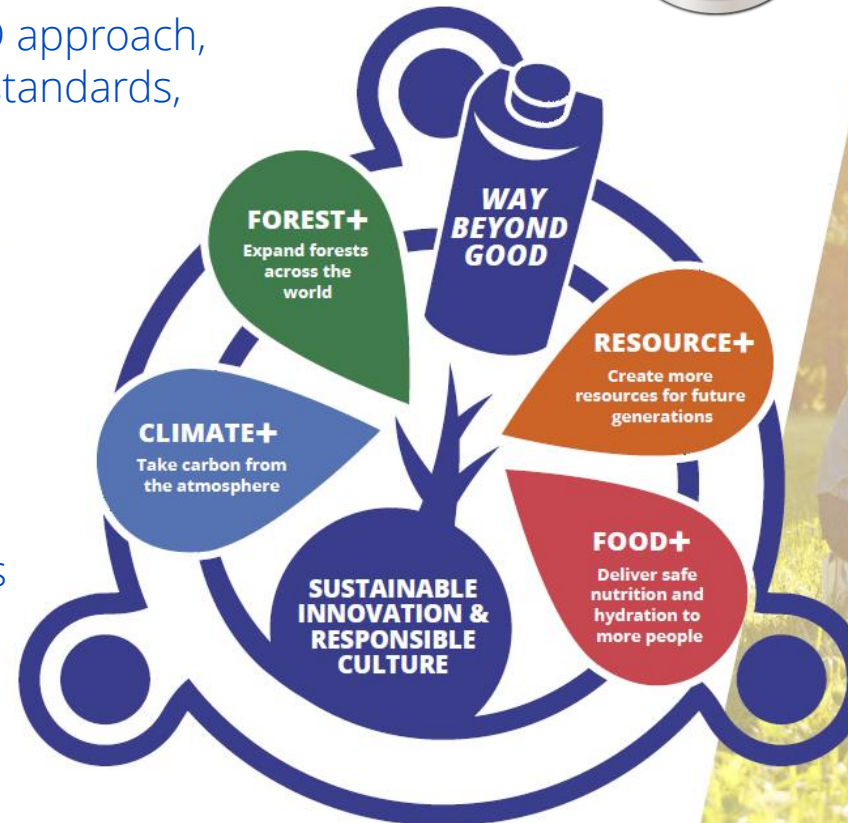 approach,
standards,
WAY
BEYOND
GOOD
FOREST+
Expand forests
across the
world
RESOURCE+
Create more
resources for future
generations
CLIMATE+
Take carbon from
the atmosphere
FOOD+
Deliver safe
nutrition and
hydration to
more people
SUSTAINABLE
INNOVATION &
RESPONSIBLE
CULTURE